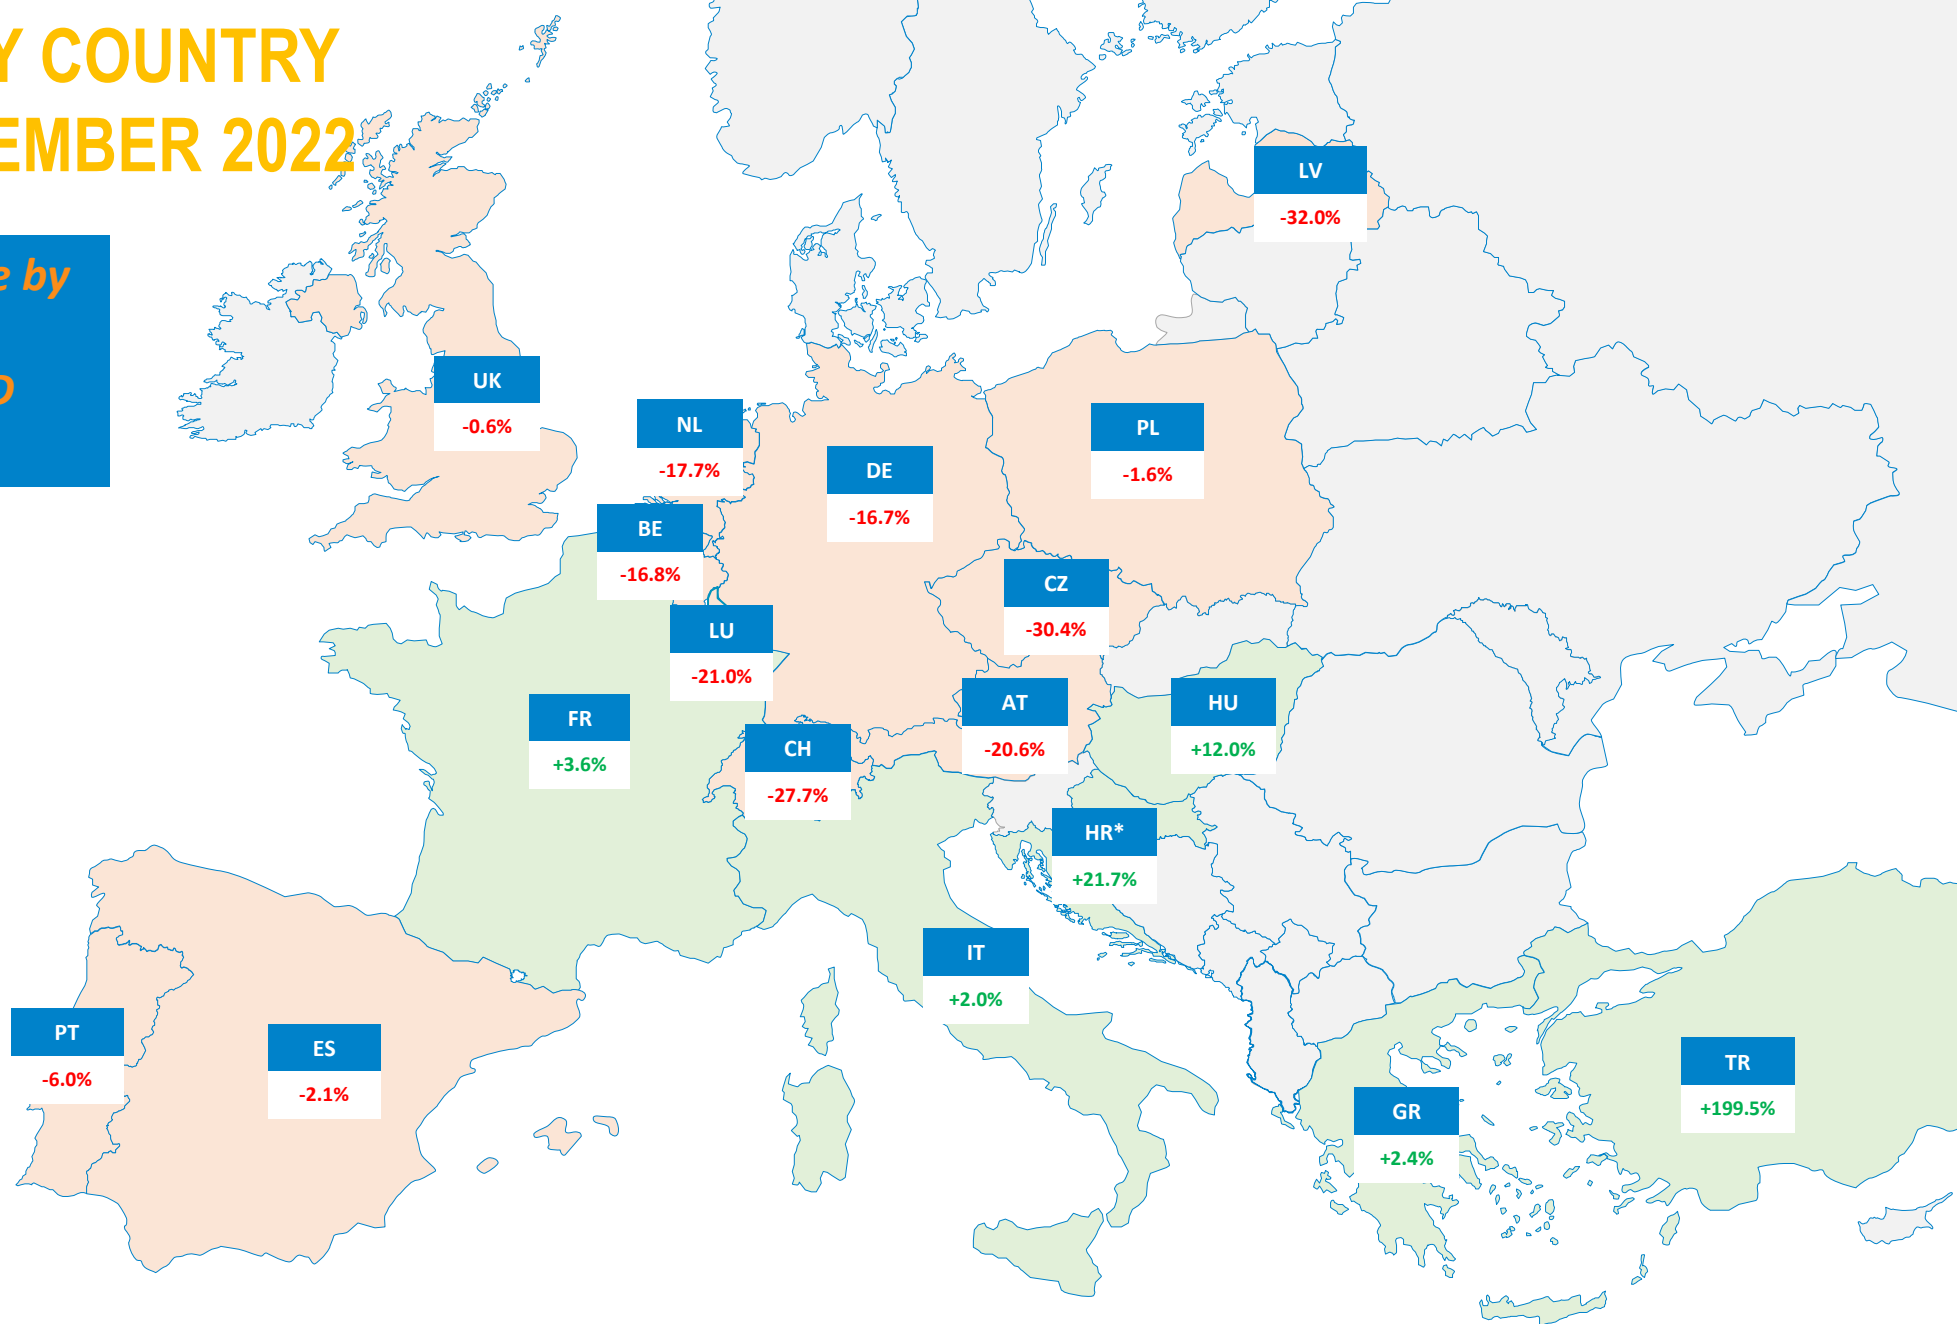 Y COUNTRY
EMBER 2022
e by
D
LV
-32.0%
UK
-0.6%
NL
-17.7%
PL
-1.6%
DE
-16.7%
BE
-16.8%
CZ
-30.4%
LU
-21.0%
AT
-20.6%
HU
+12.0%
FR
+3.6%
CH
-27.7%
HR*
+21.7%
IT
+2.0%
PT
-6.0%
ES
-2.1%
TR
+199.5%
GR
+2.4%